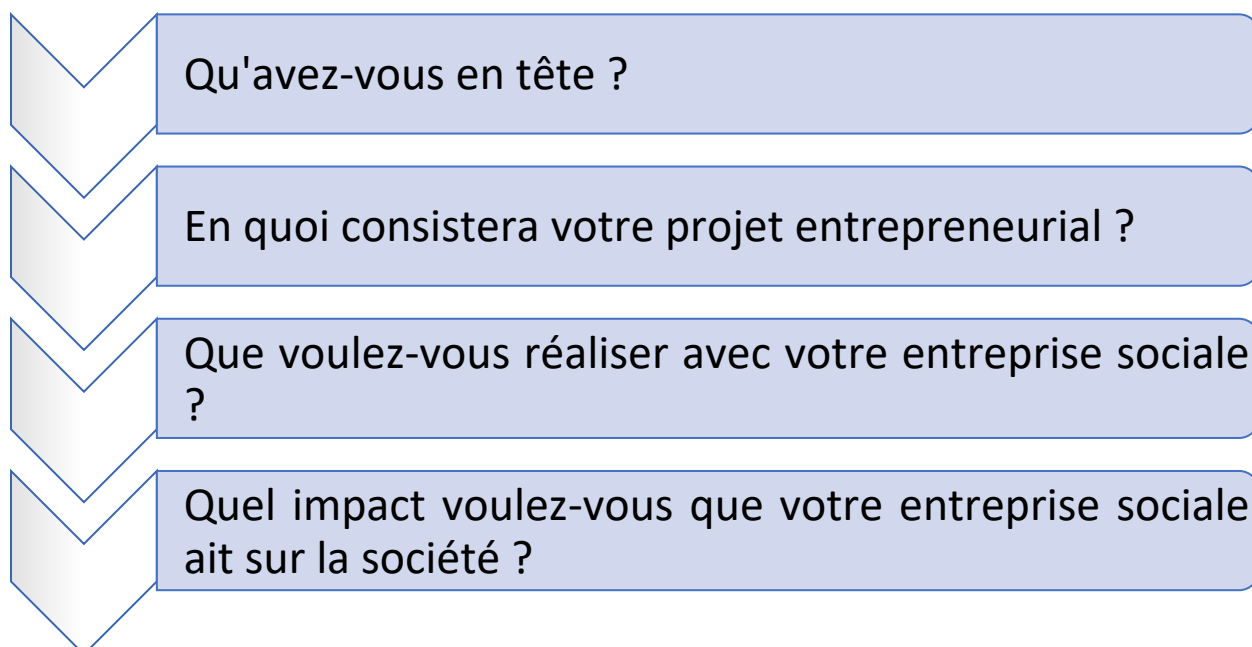 Qu'avez-vous en tête ?
En quoi consistera votre projet entrepreneurial ?
Que voulez-vous réaliser avec votre entreprise sociale
?
Quel impact voulez-vous que votre entreprise sociale
ait sur la société ?